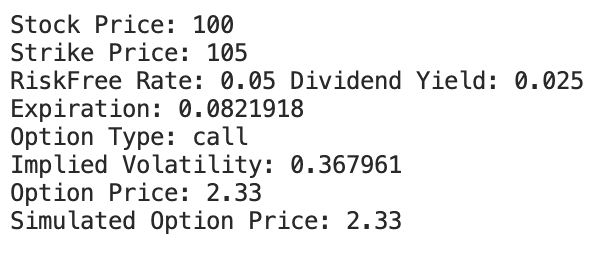 Stock Price: 100
Strike Price: 105
RiskFree Rate: 0.05 Dividend Yield: 0.025
Expiration: 0.0821918
Option Type: call
Implied Volatility: 0.367961
Option Price: 2.33
Simulated Option Price: 2.33